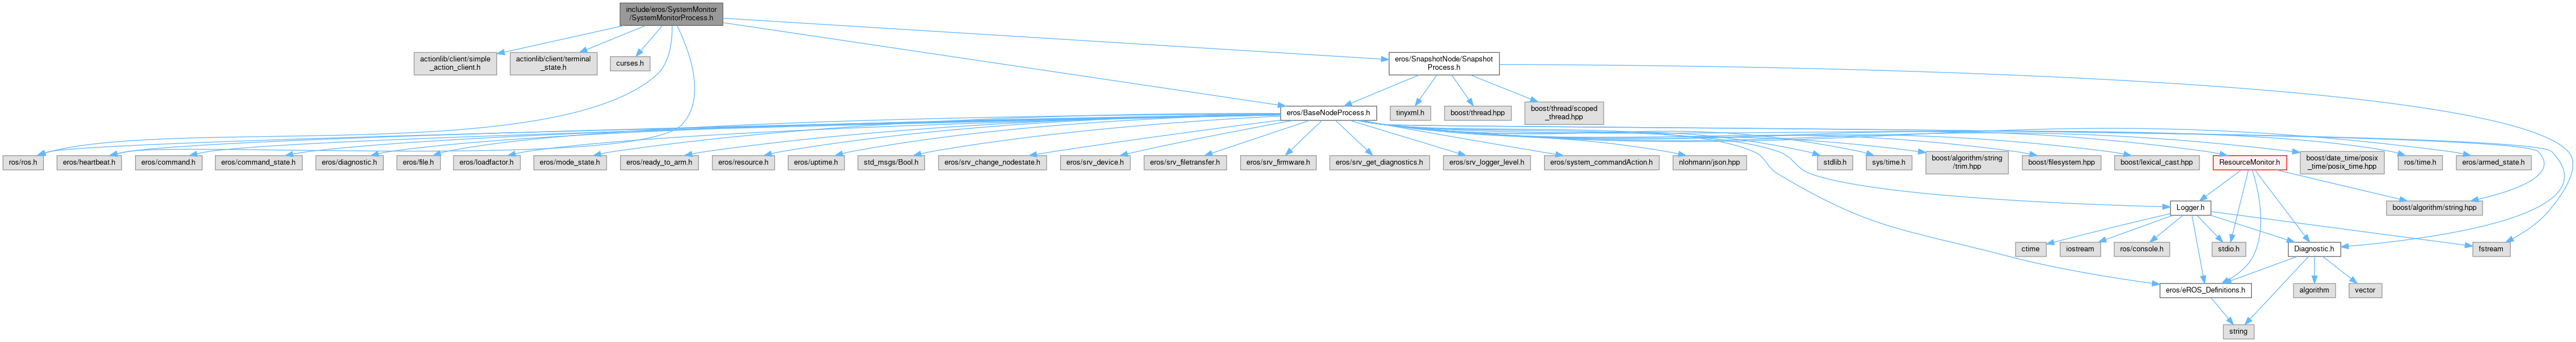 include/eros/SystemMonitor
/SystemMonitorProcess.h
actionlib/client/simple
_action_client.h
actionlib/client/terminal
_state.h
curses.h
eros/SnapshotNode/Snapshot
Process.h
eros/BaseNodeProcess.h
tinyxml.h
boost/thread.hpp
boost/thread/scoped
_thread.hpp
ros/ros.h
eros/heartbeat.h
eros/command.h
eros/command_state.h
eros/diagnostic.h
eros/file.h
eros/loadfactor.h
eros/mode_state.h
eros/ready_to_arm.h
eros/resource.h
eros/uptime.h
std_msgs/Bool.h
eros/srv_change_nodestate.h
eros/srv_device.h
eros/srv_filetransfer.h
eros/srv_firmware.h
eros/srv_get_diagnostics.h
eros/srv_logger_level.h
eros/system_commandAction.h
nlohmann/json.hpp
stdlib.h
sys/time.h
boost/algorithm/string
/trim.hpp
boost/filesystem.hpp
boost/lexical_cast.hpp
ResourceMonitor.h
boost/date_time/posix
_time/posix_time.hpp
ros/time.h
eros/armed_state.h
Logger.h
boost/algorithm/string.hpp
ctime
iostream
ros/console.h
stdio.h
Diagnostic.h
fstream
eros/eROS_Definitions.h
algorithm
vector
string